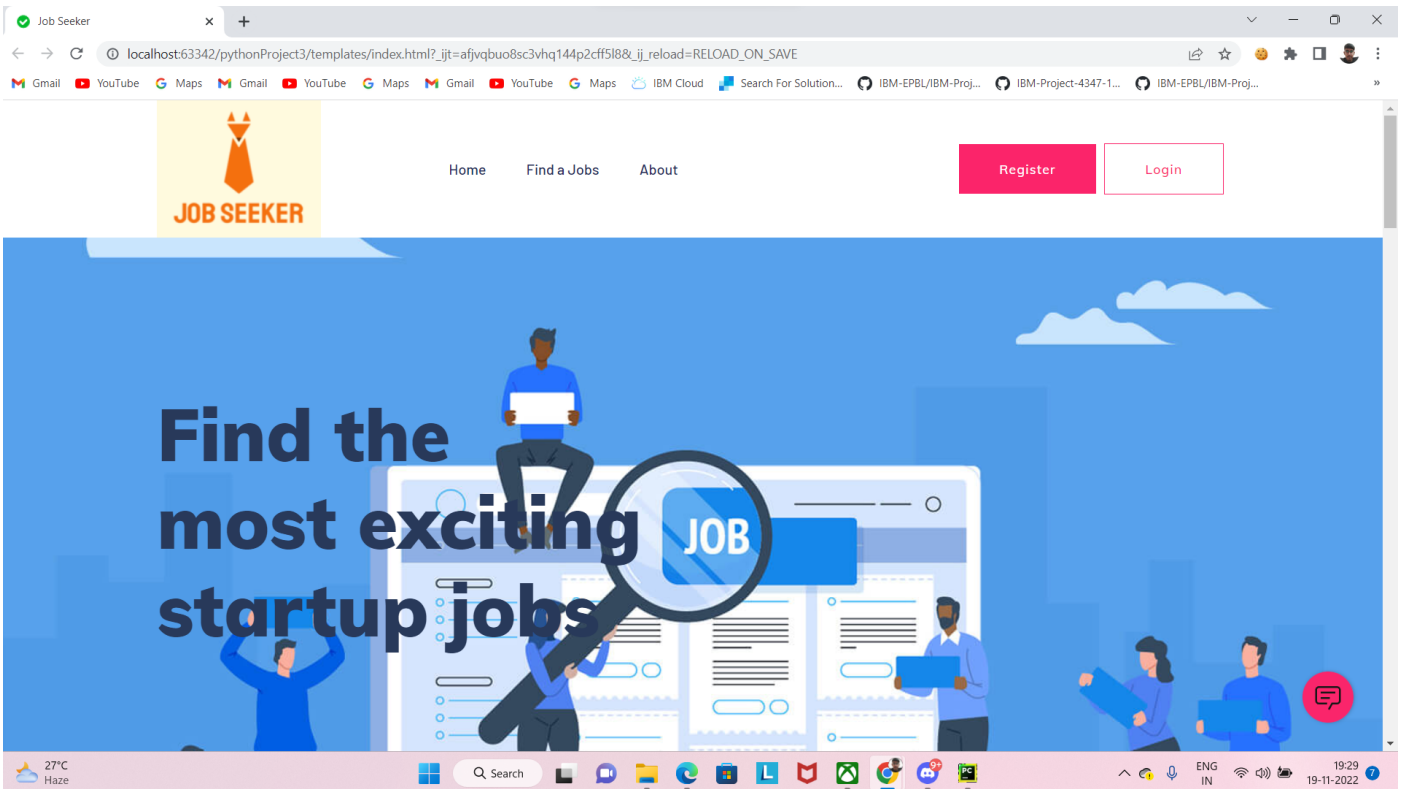 Job Seeker
localhost:63342/pythonProject3/templates/index.html?_ijt=afjvqbuo8sc3vhq144p2cff5l8&_ij_reload=RELOAD_ON_SAVE
Gmail YouTube Maps Gmail YouTube Maps Gmail YouTube Maps IBM Cloud Search For Solution... IBM-EPBL/IBM-Proj... IBM-Project-4347-1... IBM-EPBL/IBM-Proj... »
JOB SEEKER
Home Find a Jobs About Register Login
Find the
most exciting
startup jobs
JOB
27°C
Haze
Search
L
PC
9+
ENG
IN
19:29
19-11-2022
7